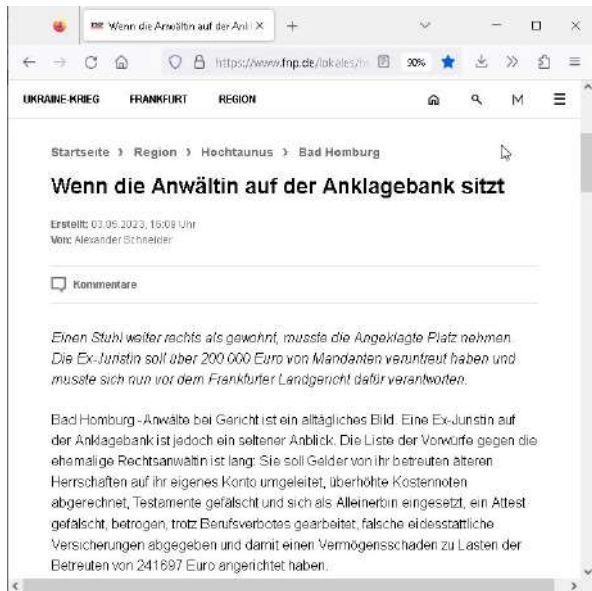 Wenn die Anwältin auf der Ankl
https://www.fnp.de/lokales/
90%
UKRAINE-KRIEG FRANKFURT REGION
M
Startseite > Region > Hochtaunus > Bad Homburg
Wenn die Anwältin auf der Anklagebank sitzt
Erstellt: 03.05.2023, 16:09 Uhr
Von: Alexander Schneider
Kommentare
Einen Stuhl weiter rechts als gewohnt, musste die Angeklagte Platz nehmen.
Die Ex-Juristin soll über 200 000 Euro von Mandanten veruntreut haben und
musste sich nun vor dem Frankfurter Landgericht dafür verantworten.
Bad Homburg - Anwälte bei Gericht ist ein alltägliches Bild. Eine Ex-Juristin auf
der Anklagebank ist jedoch ein seltener Anblick. Die Liste der Vorwürfe gegen die
ehemalige Rechtsanwältin ist lang: Sie soll Gelder von ihr betreuten älteren
Herrschaften auf ihr eigenes Konto umgeleitet, überhöhte Kostennoten
abgerechnet, Testamente gefälscht und sich als Alleinerbin eingesetzt, ein Attest
gefälscht, betrogen, trotz Berufsverbotes gearbeitet, falsche eidesstattliche
Versicherungen abgegeben und damit einen Vermögensschaden zu Lasten der
Betreuten von 241697 Euro angerichtet haben.